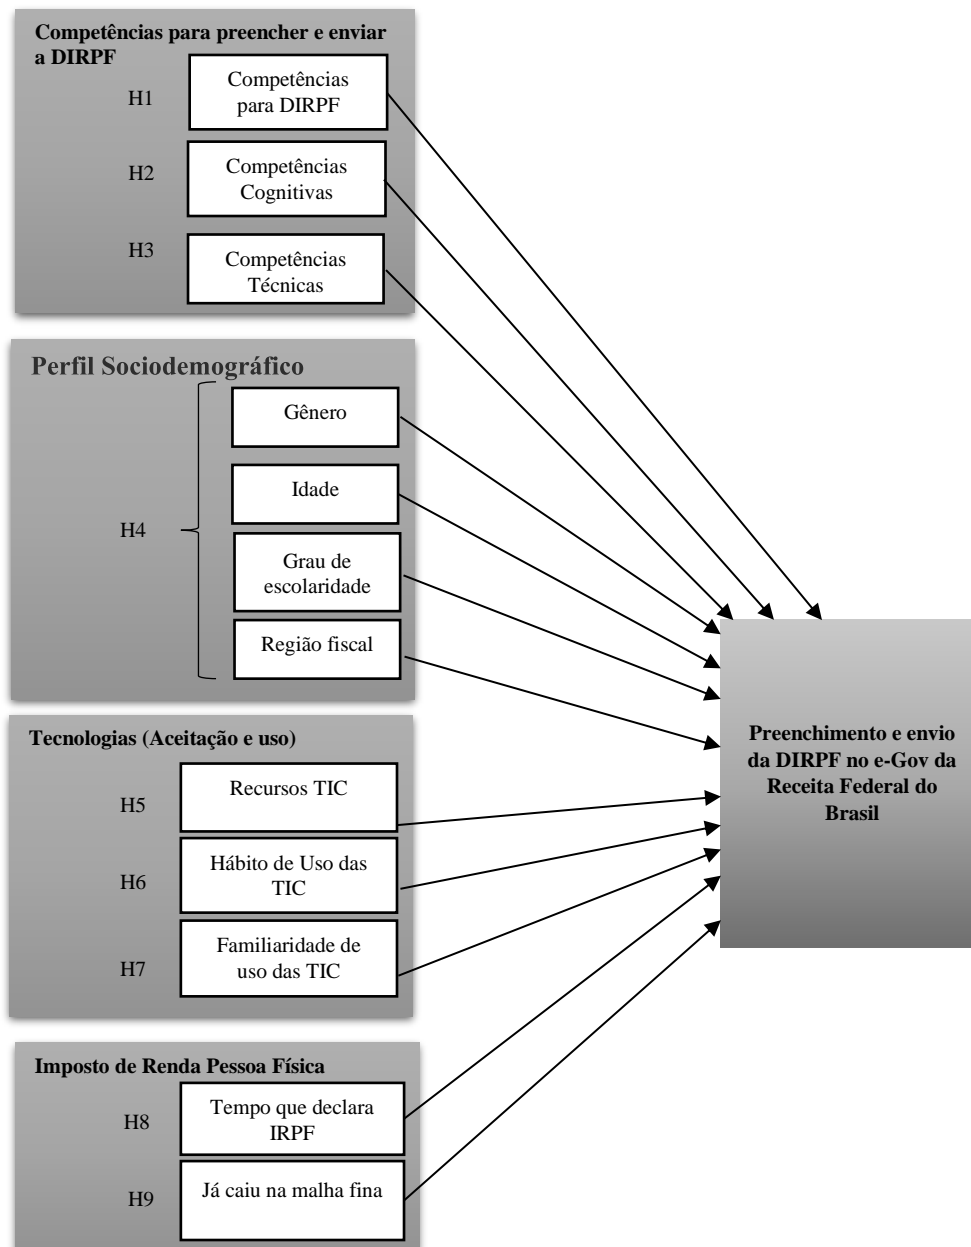 Competências para preencher e enviar
a DIRPF
H1
Competências
para DIRPF
H2
Competências
Cognitivas
H3
Competências
Técnicas
Perfil Sociodemográfico
Gênero
Idade
H4
Grau de
escolaridade
Região fiscal
Tecnologias (Aceitação e uso)
H5
Recursos TIC
H6
Hábito de Uso das
TIC
H7
Familiaridade de
uso das TIC
Imposto de Renda Pessoa Física
H8
Tempo que declara
IRPF
H9
Já caiu na malha fina
Preenchimento e envio
da DIRPF no e-Gov da
Receita Federal do
Brasil